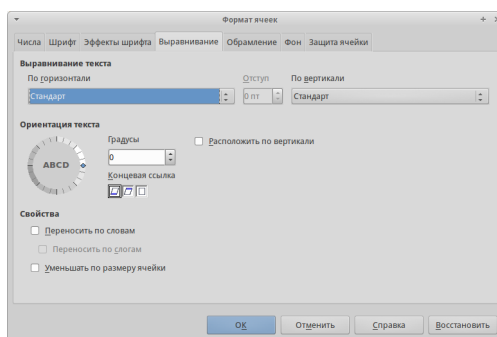 Формат ячеек
Числа Шрифт Эффекты шрифта Выравнивание Обрамление Фон Защита ячейки
Выравнивание текста
По горизонтали Отступ По вертикали
Стандарт 0 пт Стандарт
Ориентация текста
Градусы
Расположить по вертикали
ABCD
0
Концевая ссылка
Свойства
Переносить по словам
Переносить по слогам
Уменьшать по размеру ячейки
OK Отменить Справка Восстановить